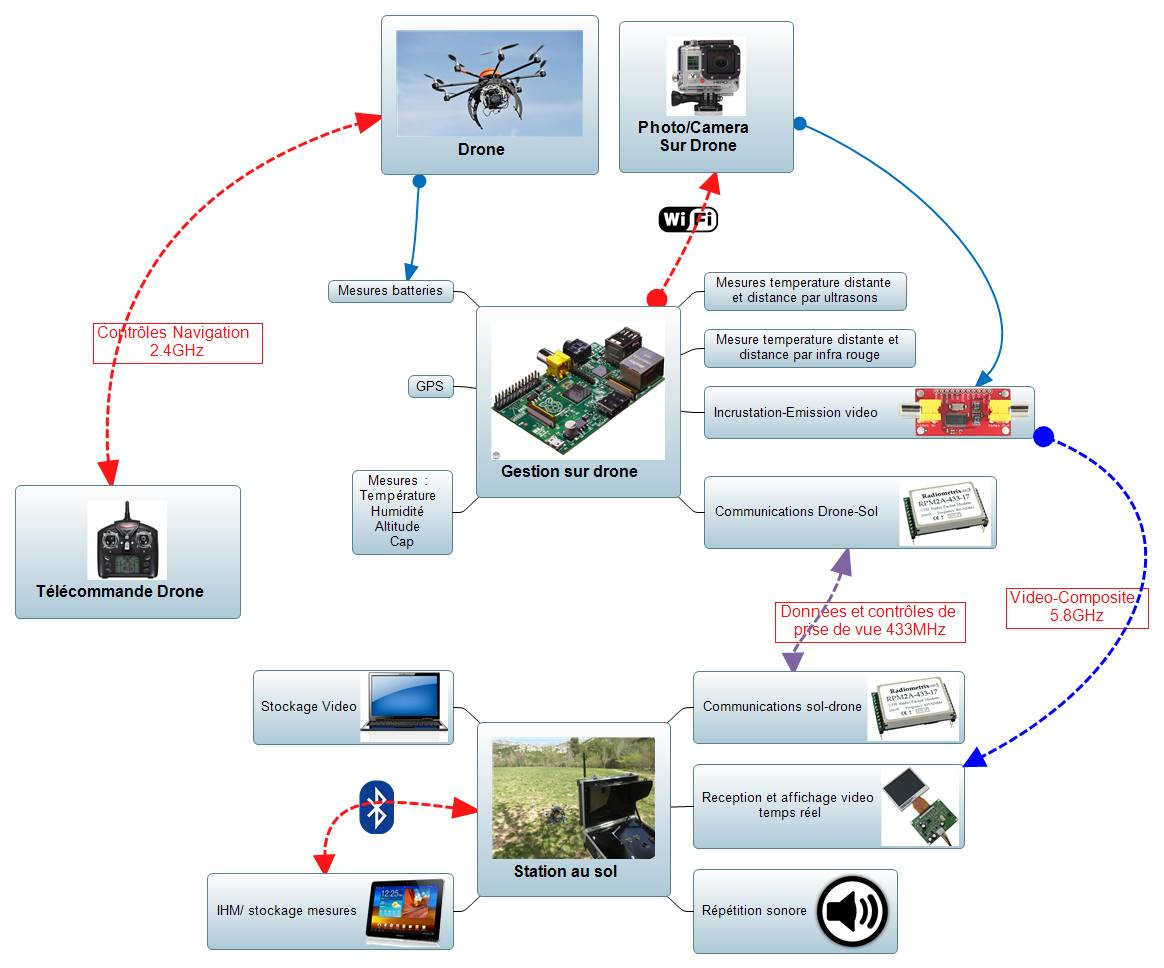 Drone
HERO
Photo/Camera
Sur Drone
WiFi
Mesures batteries
Mesures temperature distante
et distance par ultrasons
Contrôles Navigation
2.4GHz
Mesure temperature distante et
distance par infra rouge
GPS
Incrustation-Emission video
Gestion sur drone
Mesures :
Température
Humidité
Altitude
Cap
Communications Drone-Sol
Radiometrix
RPM2A-433-17
Télécommande Drone
Données et contrôles de
prise de vue 433MHz
Video-Composite
5.8GHz
Stockage Video
Communications sol-drone
Radiometrix
RPM2A-433-17
Reception et affichage video
temps réel
Station au sol
IHM/ stockage mesures
12:25
Répétition sonore